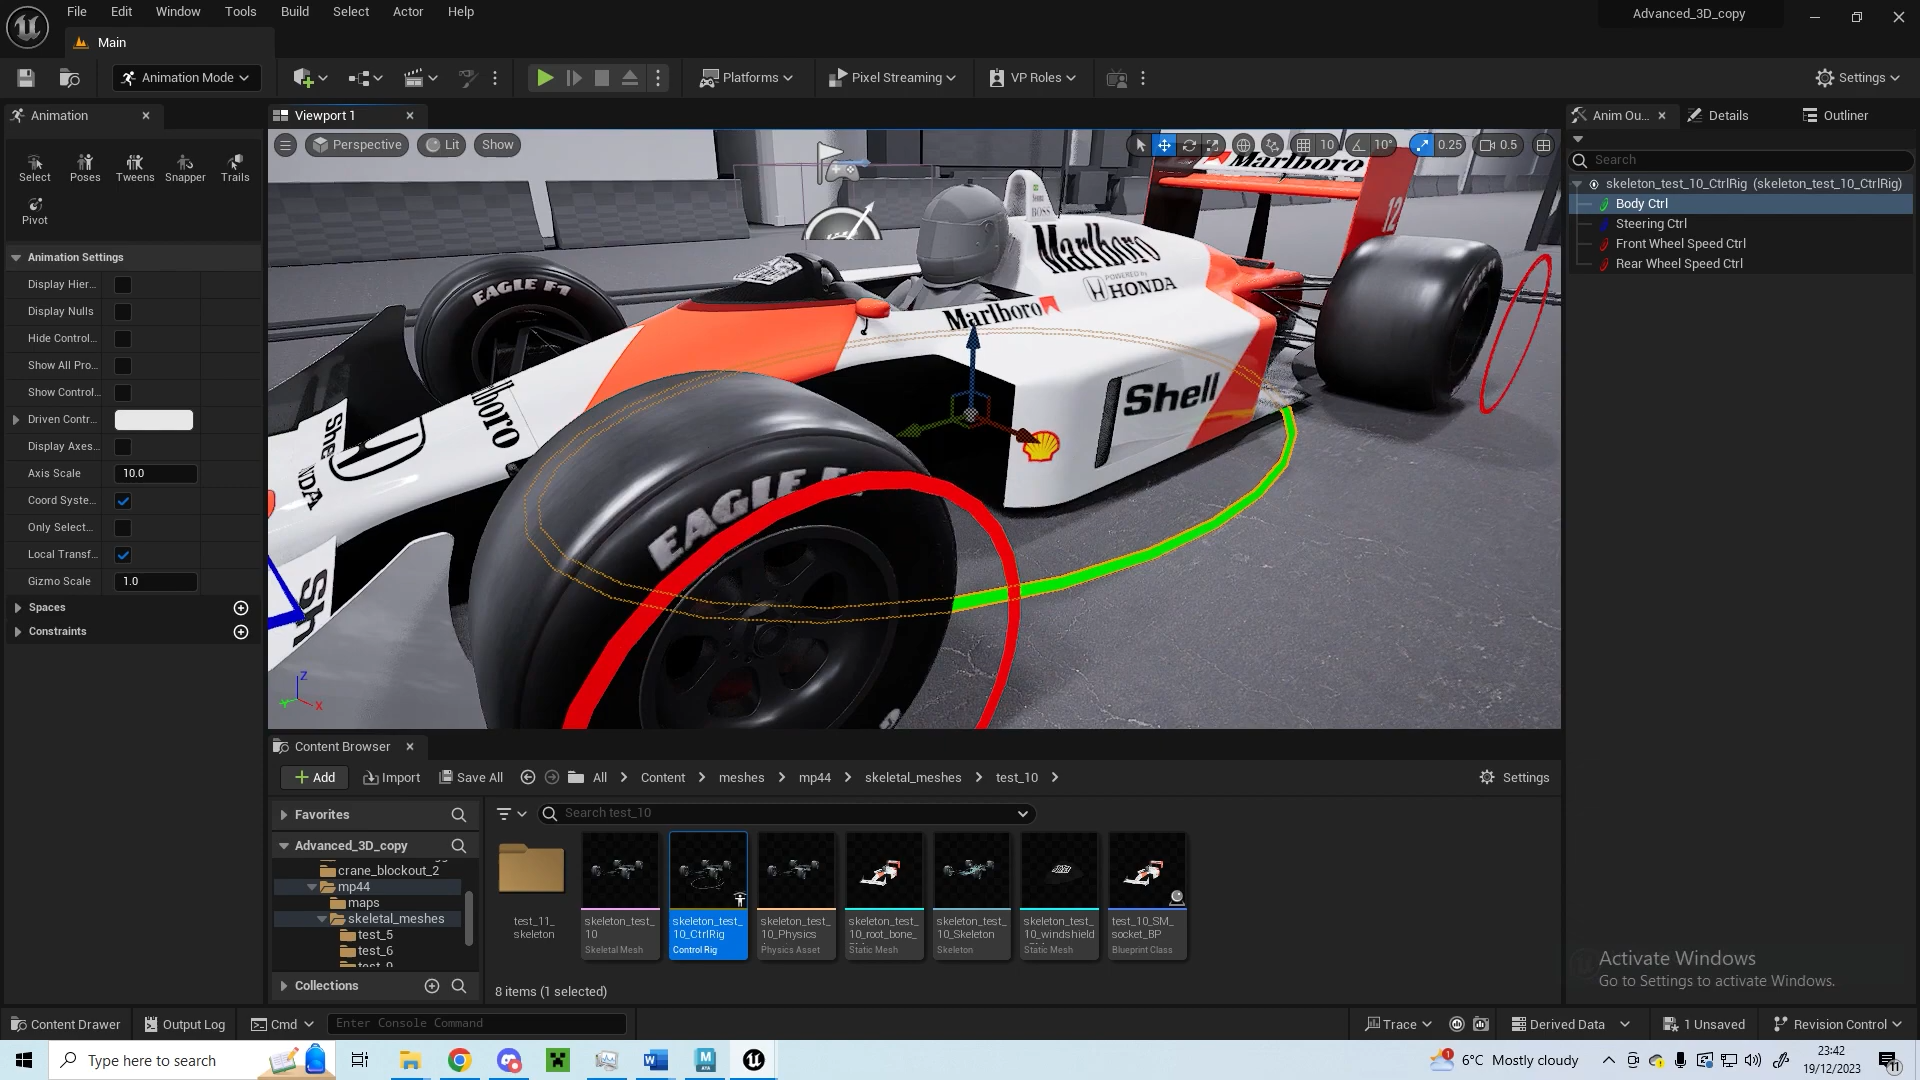 File Edit Window Tools Build Select Actor Help
Advanced_3D_copy
Main
Animation Mode
Platforms
Pixel Streaming
VP Roles
Settings
Animation
Viewport 1
Anim Ou...
Details
Outliner
Perspective
Lit
Show
10
10°
0.25
0.5
Search
Select Poses Tweens Snapper Trails
Pivot
skeleton_test_10_CtrlRig (skeleton_test_10_CtrlRig)
Body Ctrl
Steering Ctrl
Front Wheel Speed Ctrl
Rear Wheel Speed Ctrl
Animation Settings
Display Hier...
Display Nulls
Hide Control...
Show All Pro...
Show Control...
Driven Contr...
Display Axes...
Axis Scale 10.0
Coord Syste...
Only Select...
Local Transf...
Gizmo Scale 1.0
Spaces
Constraints
Marlboro
12
BOSS
Marlboro
POWERED by
HONDA
EAGLE F1
Marlboro
Shell
EAGLE F1
Z
X
Content Browser
Add
Import
Save All
All
Content
meshes
mp44
skeletal_meshes
test_10
Settings
Favorites
Search test_10
Advanced_3D_copy
crane_blockout_2
mp44
maps
skeletal_meshes
test_5
test_6
test_9
Collections
test_11_
skeleton
skeleton_test_
10
Skeletal Mesh
skeleton_test_
10_CtrlRig
Control Rig
skeleton_test_
10_Physics
Physics Asset
skeleton_test_
10_root_bone_
Static Mesh
skeleton_test_
10_Skeleton
Skeleton
skeleton_test_
10_windshield
Static Mesh
test_10_SM_
socket_BP
Blueprint Class
8 items (1 selected)
Activate Windows
Go to Settings to activate Windows.
Content Drawer
Output Log
Cmd
Enter Console Command
Trace
Derived Data
1 Unsaved
Revision Control
Type here to search
6°C Mostly cloudy
23:42
19/12/2023